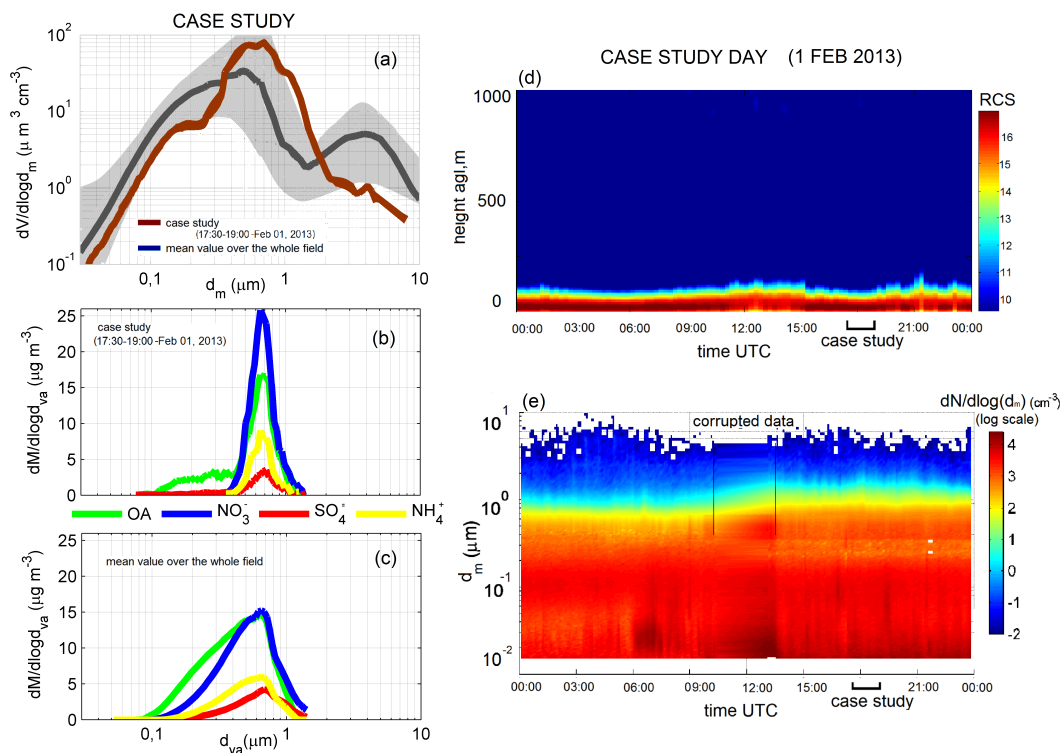 CASE STUDY
(a)
dV/dlogd_m (μ m ³ cm⁻³)
10²
10¹
10⁰
10⁻¹
case study
(17:30-19:00 -Feb 01, 2013)
mean value over the whole field
0,1
1
10
d_m (μm)
(b)
dM/dlogd_va (μg m⁻³)
25
20
15
10
5
0
case study
(17:30-19:00 -Feb 01, 2013)
0,1
1
10
OA
NO₃⁻
SO₄⁼
NH₄⁺
(c)
dM/dlogd_va (μg m⁻³)
25
20
15
10
5
0
mean value over the whole field
0,1
1
10
d_va (μm)
CASE STUDY DAY (1 FEB 2013)
(d)
height agl,m
1000
500
0
RCS
16
15
14
13
12
11
10
00:00 03:00 06:00 09:00 12:00 15:00 21:00 00:00
case study
time UTC
(e)
dN/dlog(d_m) (cm⁻³)
(log scale)
corrupted data
d_m (μm)
10¹
10⁰
10⁻¹
10⁻²
4
3
2
1
0
-1
-2
00:00 03:00 06:00 09:00 12:00 15:00 21:00 00:00
case study
time UTC